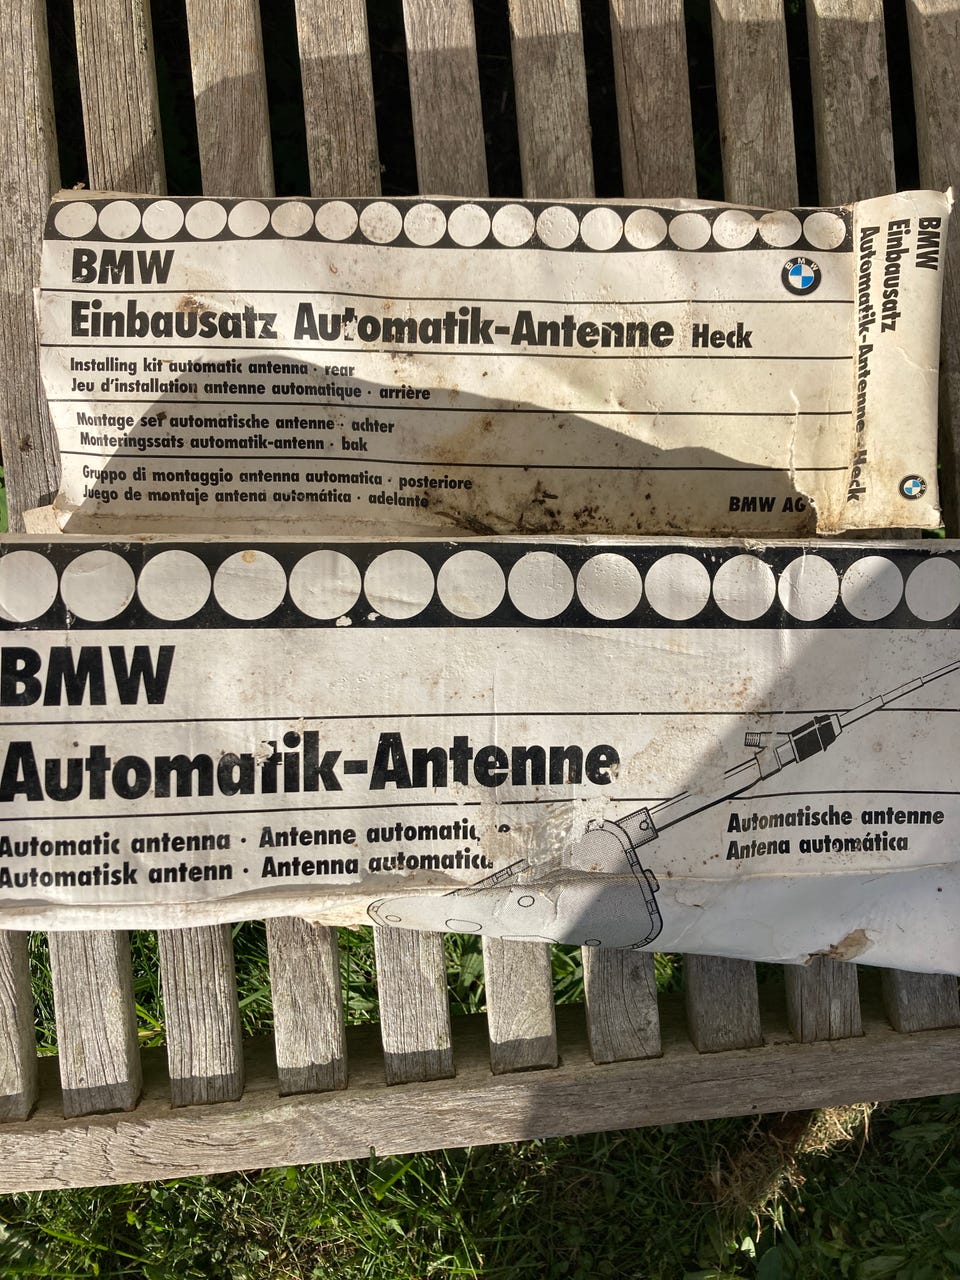 BMW
BMW
Einbausatz Automatik-Antenne Heck
Installing kit automatic antenna · rear
Jeu d'installation antenne automatique · arrière
Montage set automatische antenne · achter
Monteringssats automatik-antenn · bak
Gruppo di montaggio antenna automatica · posteriore
Juego de montaje antena automática · adelante
BMW AG
BMW
Einbausatz
Automatik-Antenne Heck
BMW
Automatik-Antenne
Automatic antenna · Antenne automatique
Automatisk antenn · Antenna automatica
Automatische antenne
Antena automática